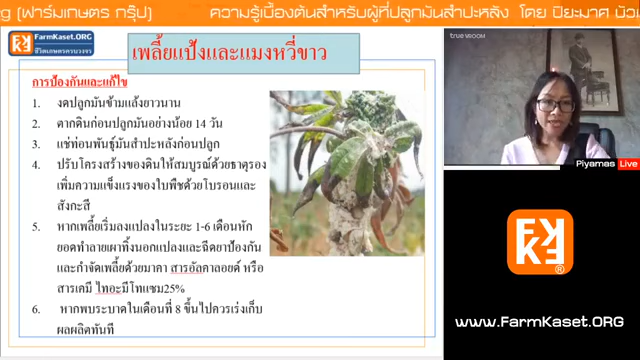 g (ฟาร์มเกษตร กรุ๊ป) ความรู้เบื้องต้นสำหรับผู้ที่ปลูกมันสำปะหลัง โดย ปิยะมาศ บัวแ
FK FarmKaset.ORG
ชีวิตเกษตรครบวงจร
เพลี้ยแป้งและแมงหวี่ขาว
การป้องกันและแก้ไข
1. งดปลูกมันข้ามแล้งยาวนาน
2. ตากดินก่อนปลูกมันอย่างน้อย 14 วัน
3. แช่ท่อนพันธุ์มันสำปะหลังก่อนปลูก
4. ปรับโครงสร้างของดินให้สมบูรณ์ด้วยธาตุรอง
เพิ่มความแข็งแรงของใบพืชด้วยโบรอนและ
สังกะสี
5. หากเพลี้ยเริ่มลงแปลงในระยะ 1-6 เดือนหัก
ยอดทำลายเผาทิ้งนอกแปลงและฉีดยาป้องกัน
และกำจัดเพลี้ยด้วยมาคา สารอัลคาลอยด์ หรือ
สารเคมี ไทอะมีโทแซม25%
6. หากพบระบาดในเดือนที่ 8 ขึ้นไปควรเร่งเก็บ
ผลผลิตทันที
true VROOM
Piyamas Live
FK
®
www.FarmKaset.ORG